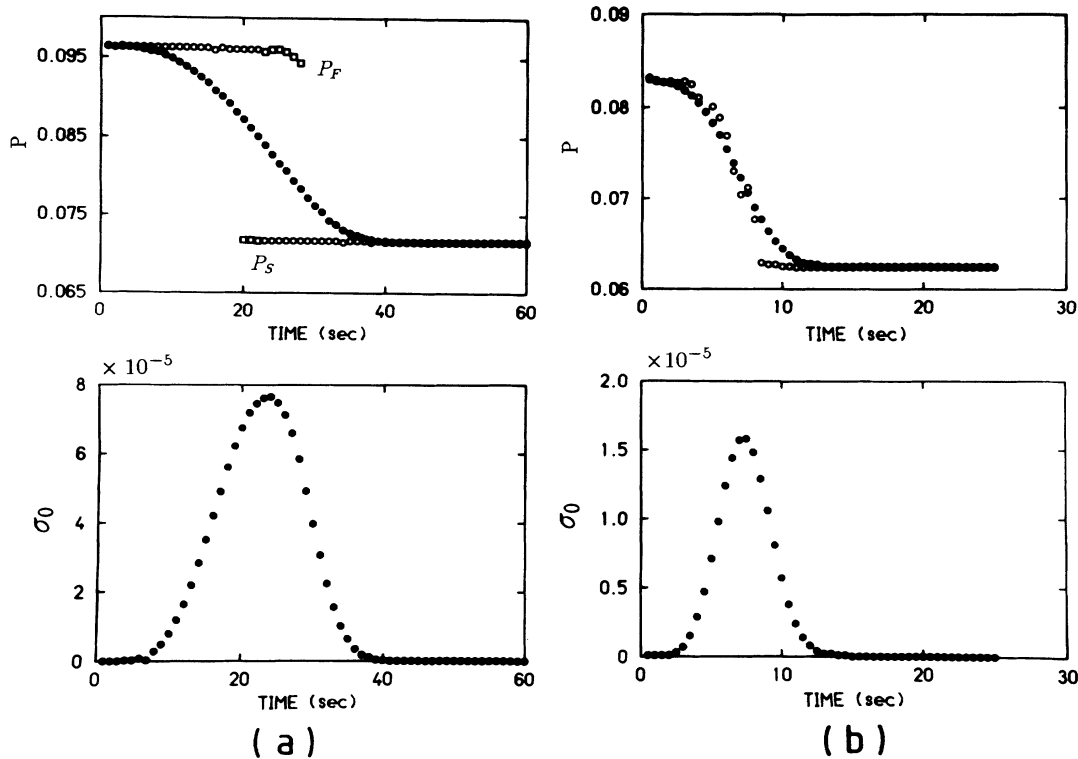 0.095
0.085
0.075
0.065
P
P_F
P_S
0 20 40 60
TIME (sec)
0.09
0.08
0.07
0.06
P
0 10 20 30
TIME (sec)
× 10⁻⁵
8
6
4
2
0
σ₀
0 20 40 60
TIME (sec)
(a)
×10⁻⁵
2.0
1.5
1.0
0.5
0
σ₀
0 10 20 30
TIME (sec)
(b)